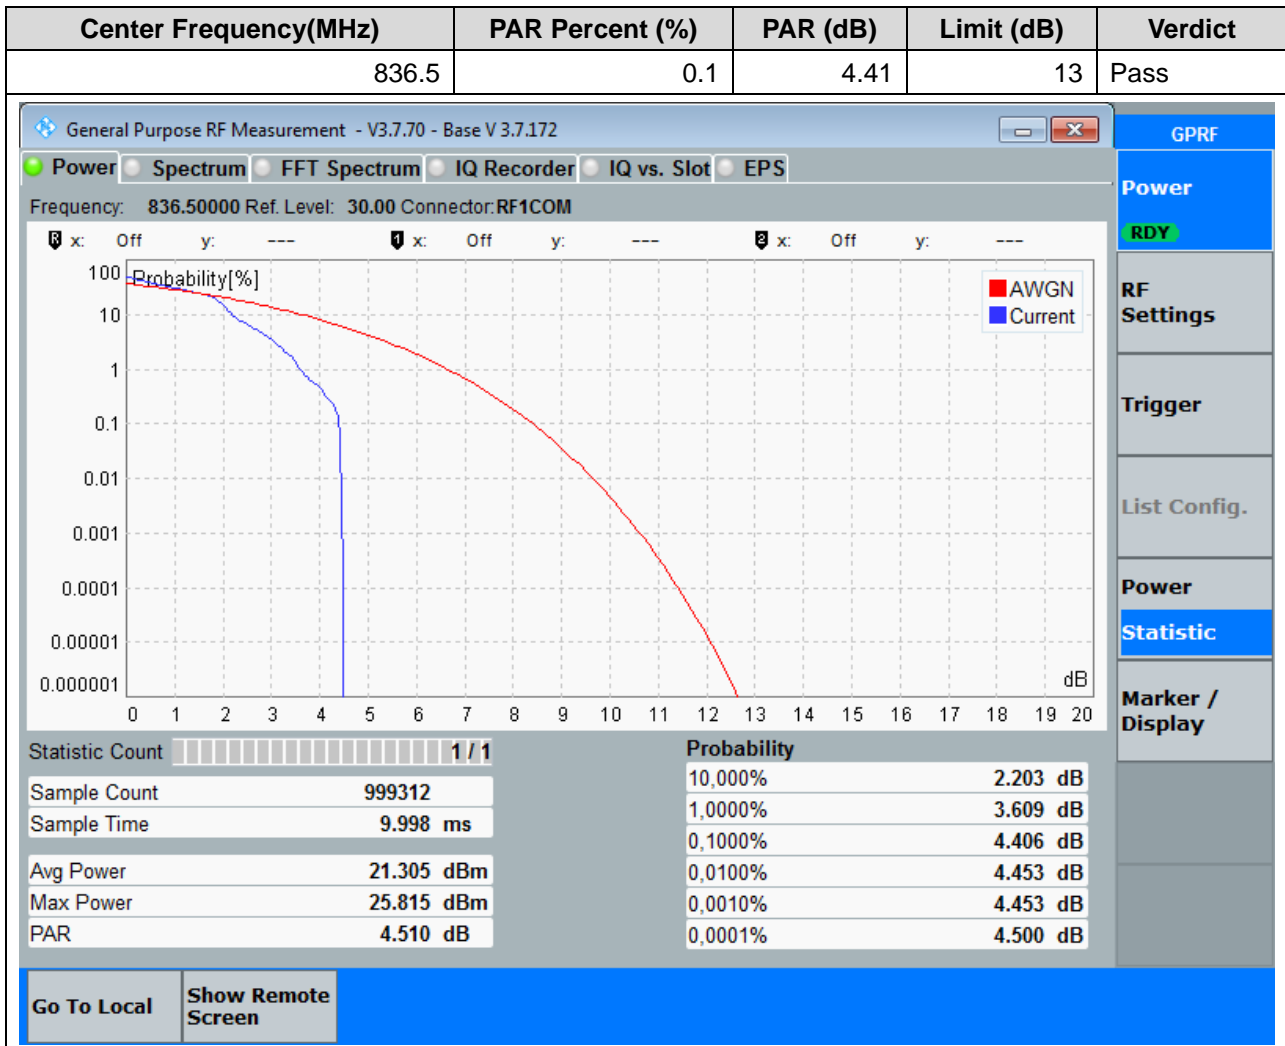 Center Frequency(MHz) PAR Percent (%) PAR (dB) Limit (dB) Verdict
836.5 0.1 4.41 13 Pass
General Purpose RF Measurement - V3.7.70 - Base V 3.7.172
GPRF
Power Spectrum FFT Spectrum IQ Recorder IQ vs. Slot EPS
Power
RDY
Frequency: 836.50000 Ref. Level: 30.00 Connector: RF1COM
R x: Off y: --- 1 x: Off y: --- 2 x: Off y: ---
Probability[%]
AWGN
Current
100
10
1
0.1
0.01
0.001
0.0001
0.00001
0.000001
dB
0 1 2 3 4 5 6 7 8 9 10 11 12 13 14 15 16 17 18 19 20
RF
Settings
Trigger
List Config.
Power
Statistic
Marker /
Display
Statistic Count 1 / 1
Sample Count 999312
Sample Time 9.998 ms
Avg Power 21.305 dBm
Max Power 25.815 dBm
PAR 4.510 dB
Probability
10,000% 2.203 dB
1,0000% 3.609 dB
0,1000% 4.406 dB
0,0100% 4.453 dB
0,0010% 4.453 dB
0,0001% 4.500 dB
Go To Local
Show Remote
Screen